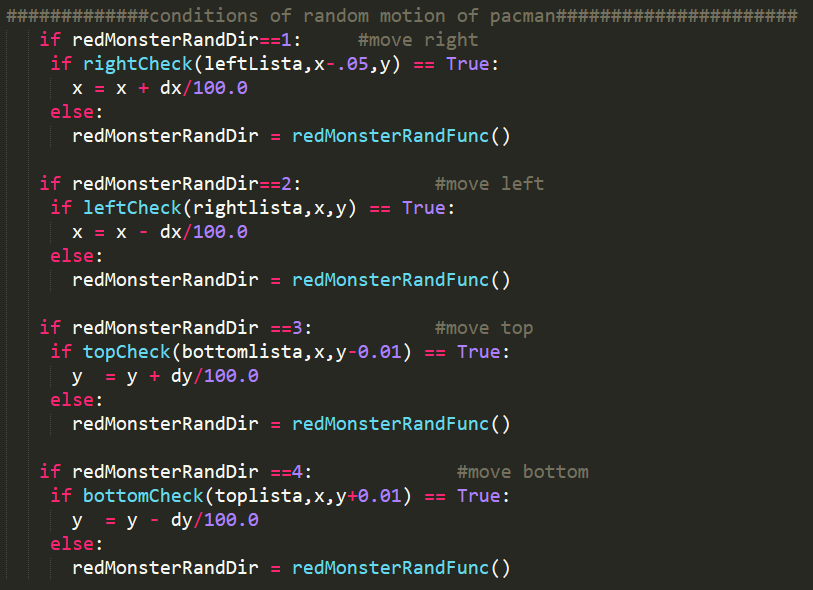 #############conditions of random motion of pacman######################
if redMonsterRandDir==1: #move right
if rightCheck(leftLista,x-.05,y) == True:
x = x + dx/100.0
else:
redMonsterRandDir = redMonsterRandFunc()
if redMonsterRandDir==2: #move left
if leftCheck(rightlista,x,y) == True:
x = x - dx/100.0
else:
redMonsterRandDir = redMonsterRandFunc()
if redMonsterRandDir ==3: #move top
if topCheck(bottomlista,x,y-0.01) == True:
y = y + dy/100.0
else:
redMonsterRandDir = redMonsterRandFunc()
if redMonsterRandDir ==4: #move bottom
if bottomCheck(toplista,x,y+0.01) == True:
y = y - dy/100.0
else:
redMonsterRandDir = redMonsterRandFunc()